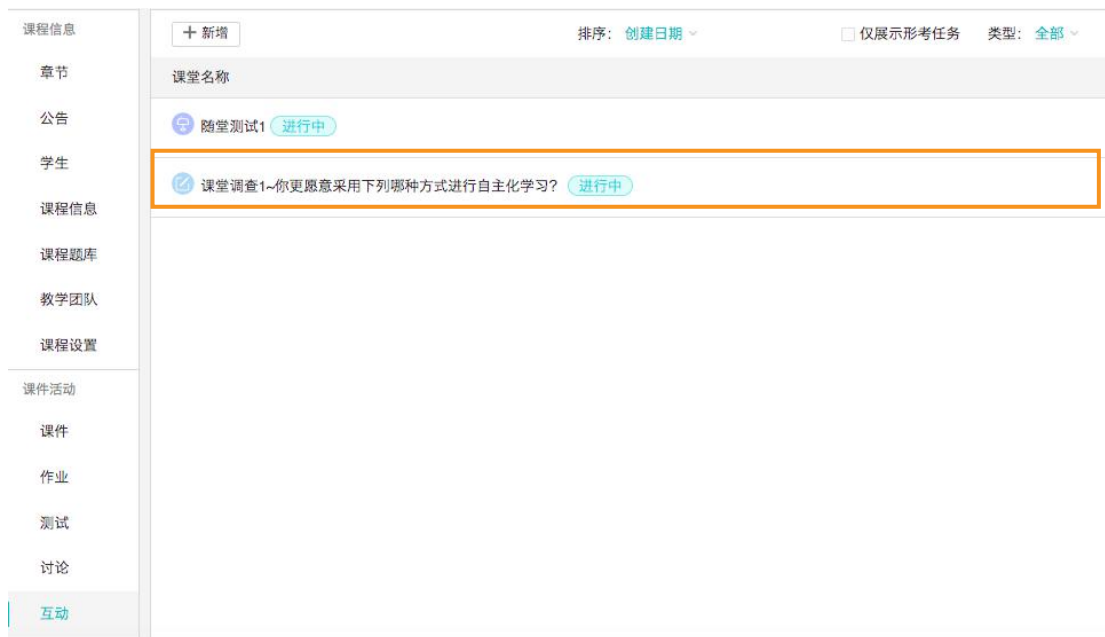 课程信息
章节
公告
学生
课程信息
课程题库
教学团队
课程设置
课件活动
课件
作业
测试
讨论
互动
+ 新增
排序: 创建日期
仅展示形考任务
类型: 全部
课堂名称
随堂测试1 进行中
课堂调查1~你更愿意采用下列哪种方式进行自主化学习? 进行中